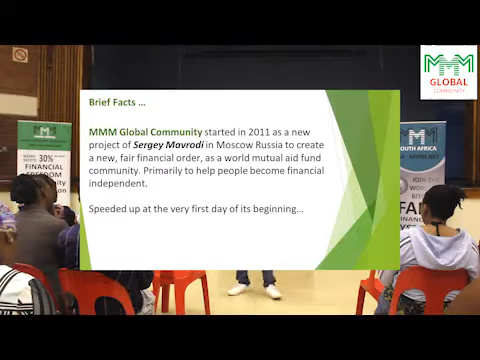 MMM
GLOBAL
COMMUNITY
Brief Facts ...
MMM Global Community started in 2011 as a new
project of Sergey Mavrodi in Moscow Russia to create
a new, fair financial order, as a world mutual aid fund
community. Primarily to help people become financial
independent.
Speeded up at the very first day of its beginning...
30%
FINANCIAL
FREEDOM
SOUTH AFRICA
JOIN THE